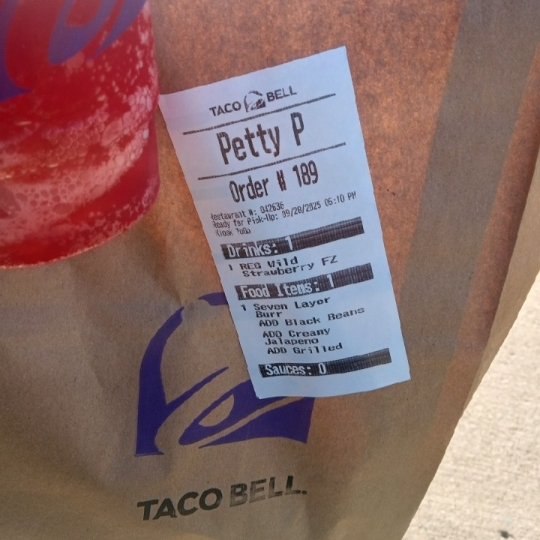 TACO BELL
Petty P
Order # 189
Restaurant #: 042636
Ready for Pick-Up: 09/20/2025 05:10 PM
Kiosk ToGo
Drinks: 1
1 REG Wild
Strawberry FZ
Food Items: 1
1 Seven Layer
Burr
ADD Black Beans
ADD Creamy
Jalapeno
ADD Grilled
Sauces: 0
TACO BELL.